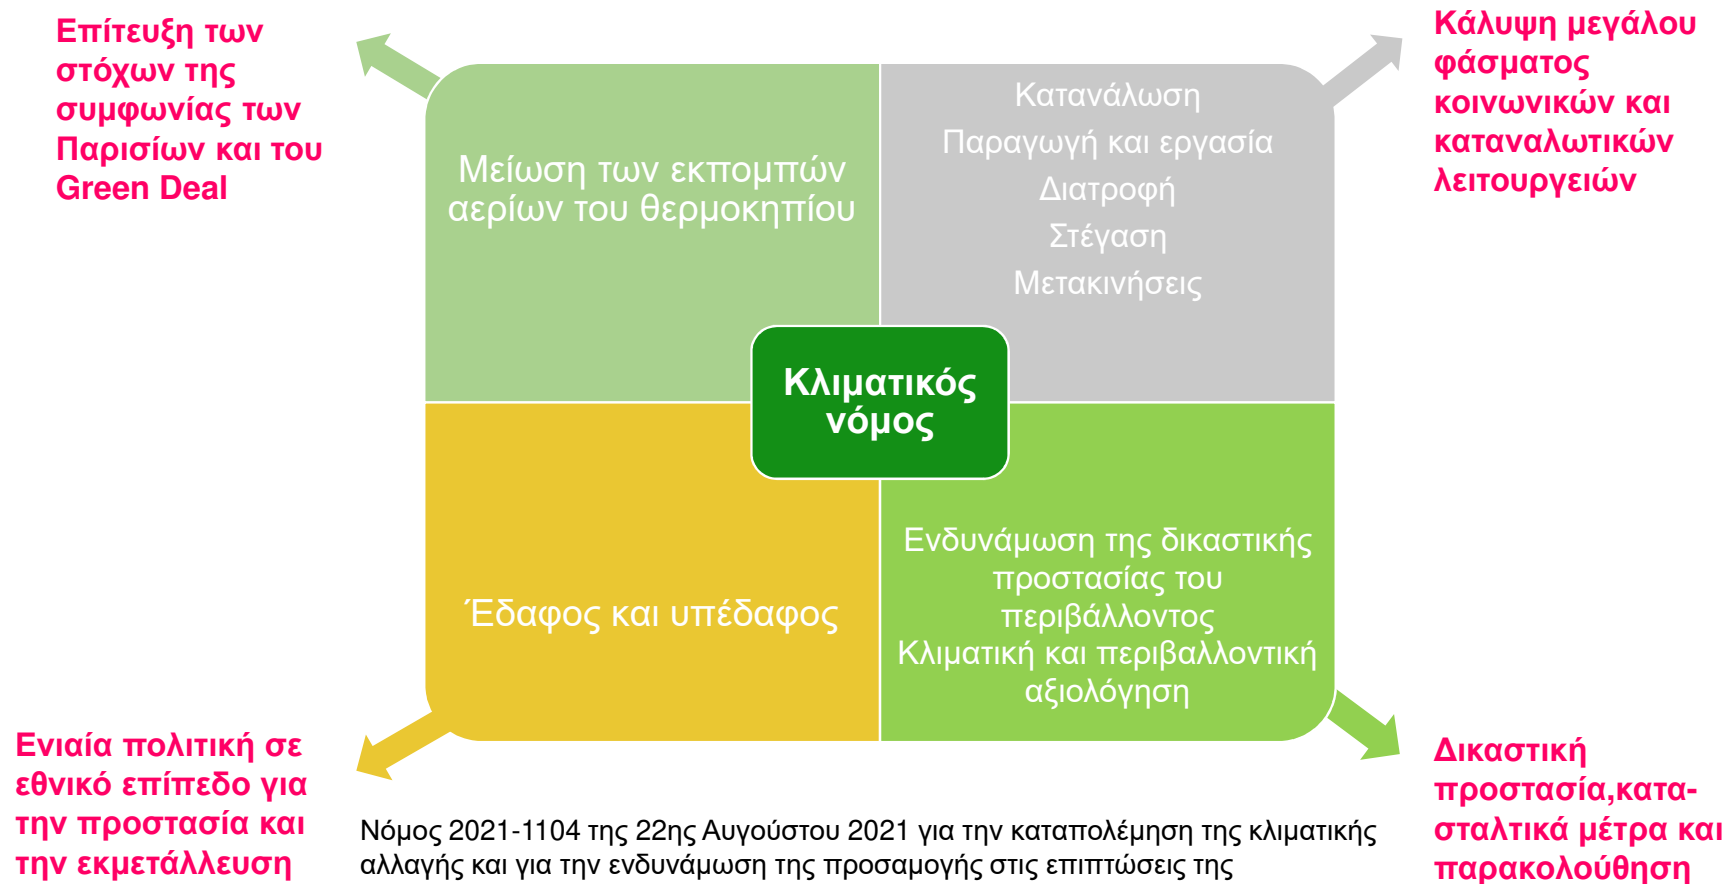 Επίτευξη των
στόχων της
συμφωνίας των
Παρισίων και του
Green Deal
Κάλυψη μεγάλου
φάσματος
κοινωνικών και
καταναλωτικών
λειτουργειών
Μείωση των εκπομπών
αερίων του θερμοκηπίου
Κατανάλωση
Παραγωγή και εργασία
Διατροφή
Στέγαση
Μετακινήσεις
Κλιματικός
νόμος
Έδαφος και υπέδαφος
Ενδυνάμωση της δικαστικής
προστασίας του
περιβάλλοντος
Κλιματική και περιβαλλοντική
αξιολόγηση
Ενιαία πολιτική σε
εθνικό επίπεδο για
την προστασία και
την εκμετάλλευση
Δικαστική
προστασία,κατα-
σταλτικά μέτρα και
παρακολούθηση
Νόμος 2021-1104 της 22ης Αυγούστου 2021 για την καταπολέμηση της κλιματικής
αλλαγής και για την ενδυνάμωση της προσαμογής στις επιπτώσεις της